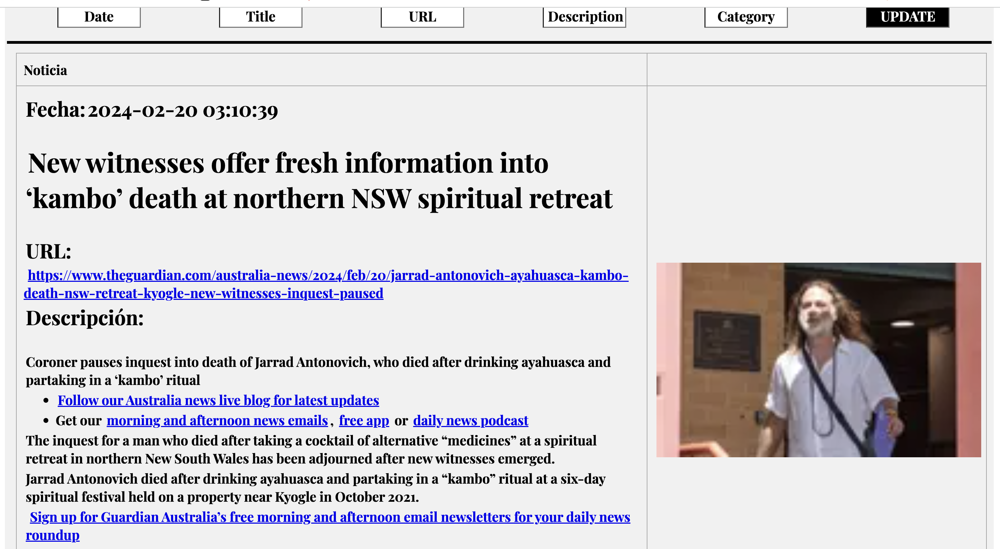 Date Title URL Description Category UPDATE
Noticia
Fecha: 2024-02-20 03:10:39
New witnesses offer fresh information into
‘kambo’ death at northern NSW spiritual retreat
URL:
https://www.theguardian.com/australia-news/2024/feb/20/jarrad-antonovich-ayahuasca-kambo-
death-nsw-retreat-kyogle-new-witnesses-inquest-paused
Descripción:
Coroner pauses inquest into death of Jarrad Antonovich, who died after drinking ayahuasca and
partaking in a ‘kambo’ ritual
• Follow our Australia news live blog for latest updates
• Get our morning and afternoon news emails, free app or daily news podcast
The inquest for a man who died after taking a cocktail of alternative “medicines” at a spiritual
retreat in northern New South Wales has been adjourned after new witnesses emerged.
Jarrad Antonovich died after drinking ayahuasca and partaking in a “kambo” ritual at a six-day
spiritual festival held on a property near Kyogle in October 2021.
Sign up for Guardian Australia’s free morning and afternoon email newsletters for your daily news
roundup